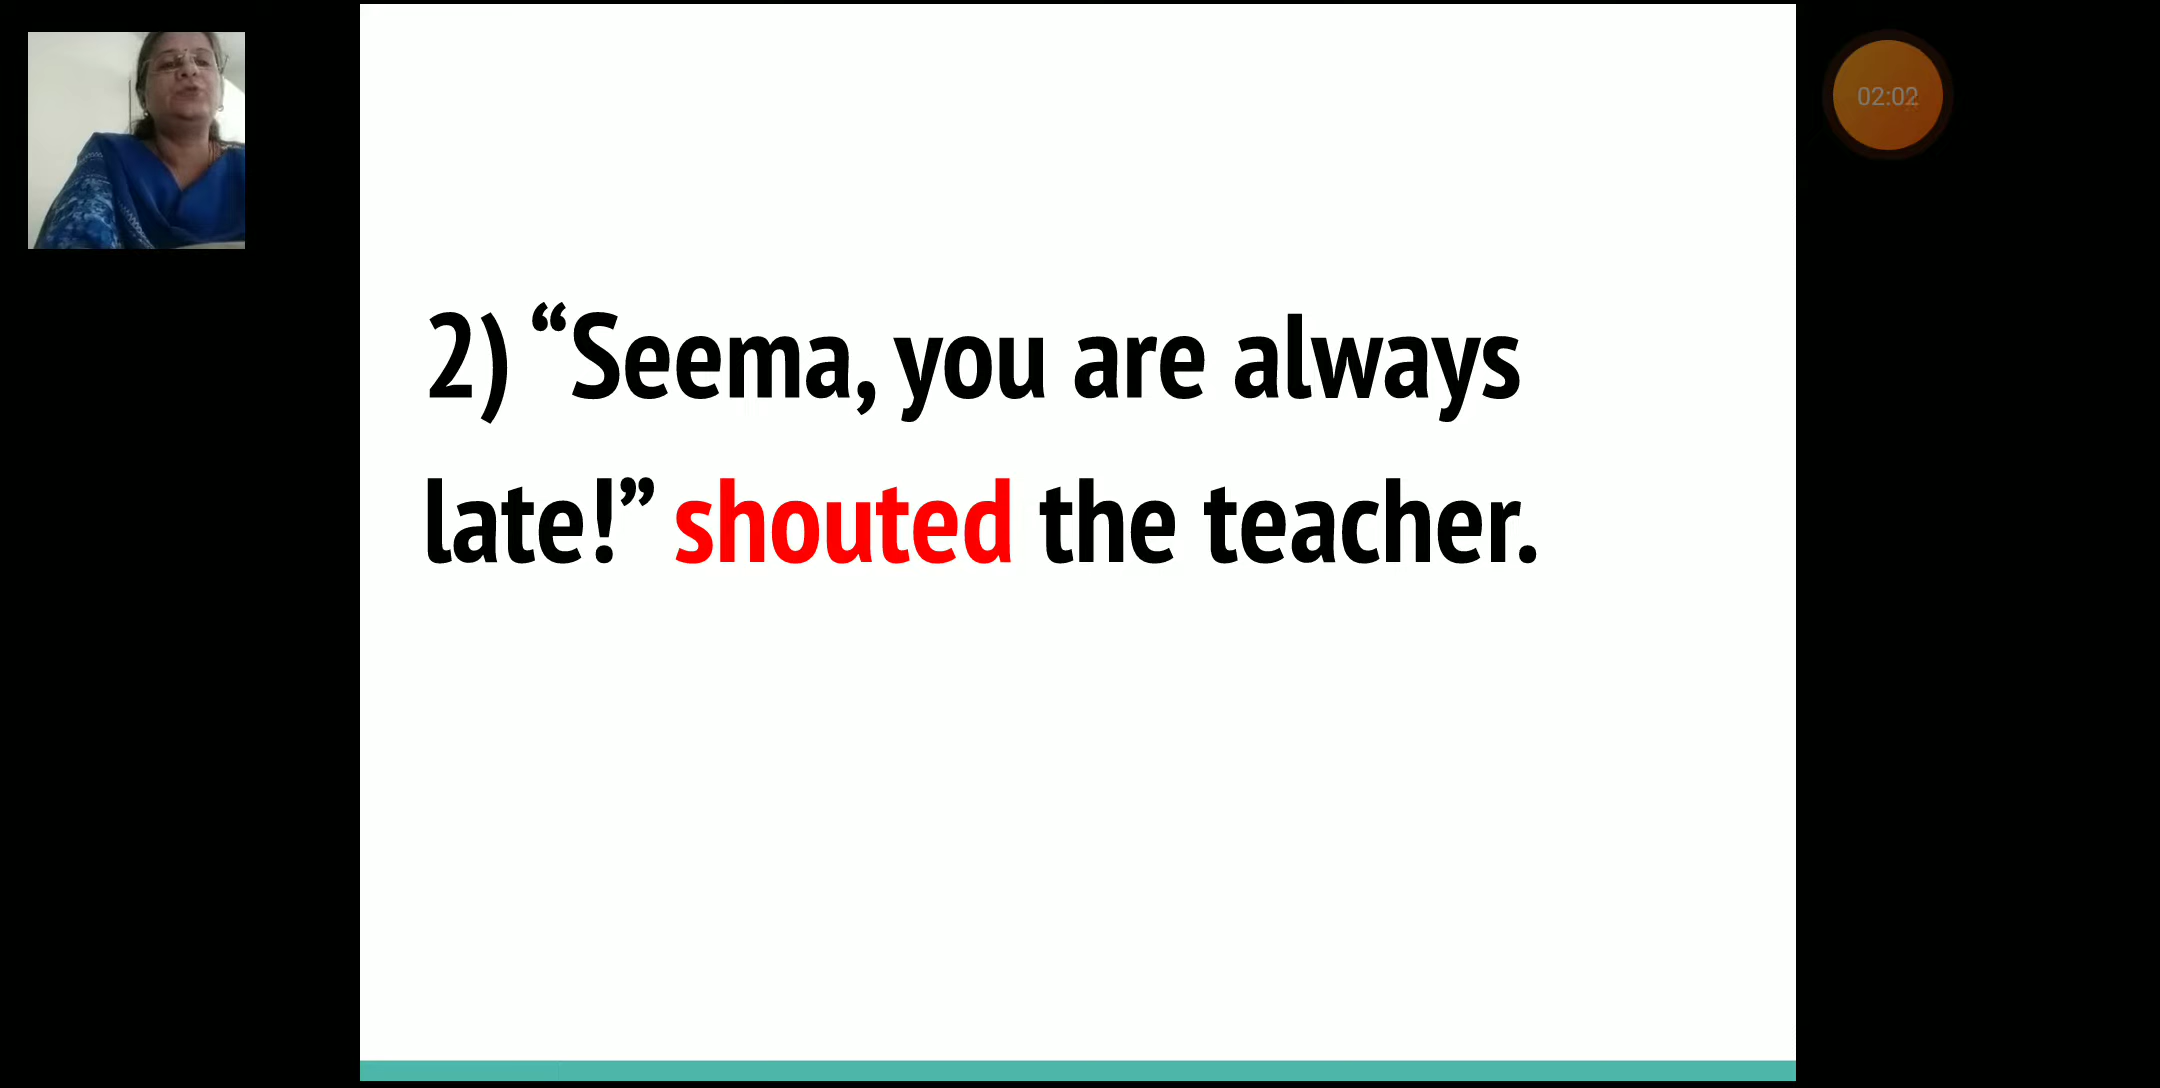 02:02
2) “Seema, you are always
late!” shouted the teacher.